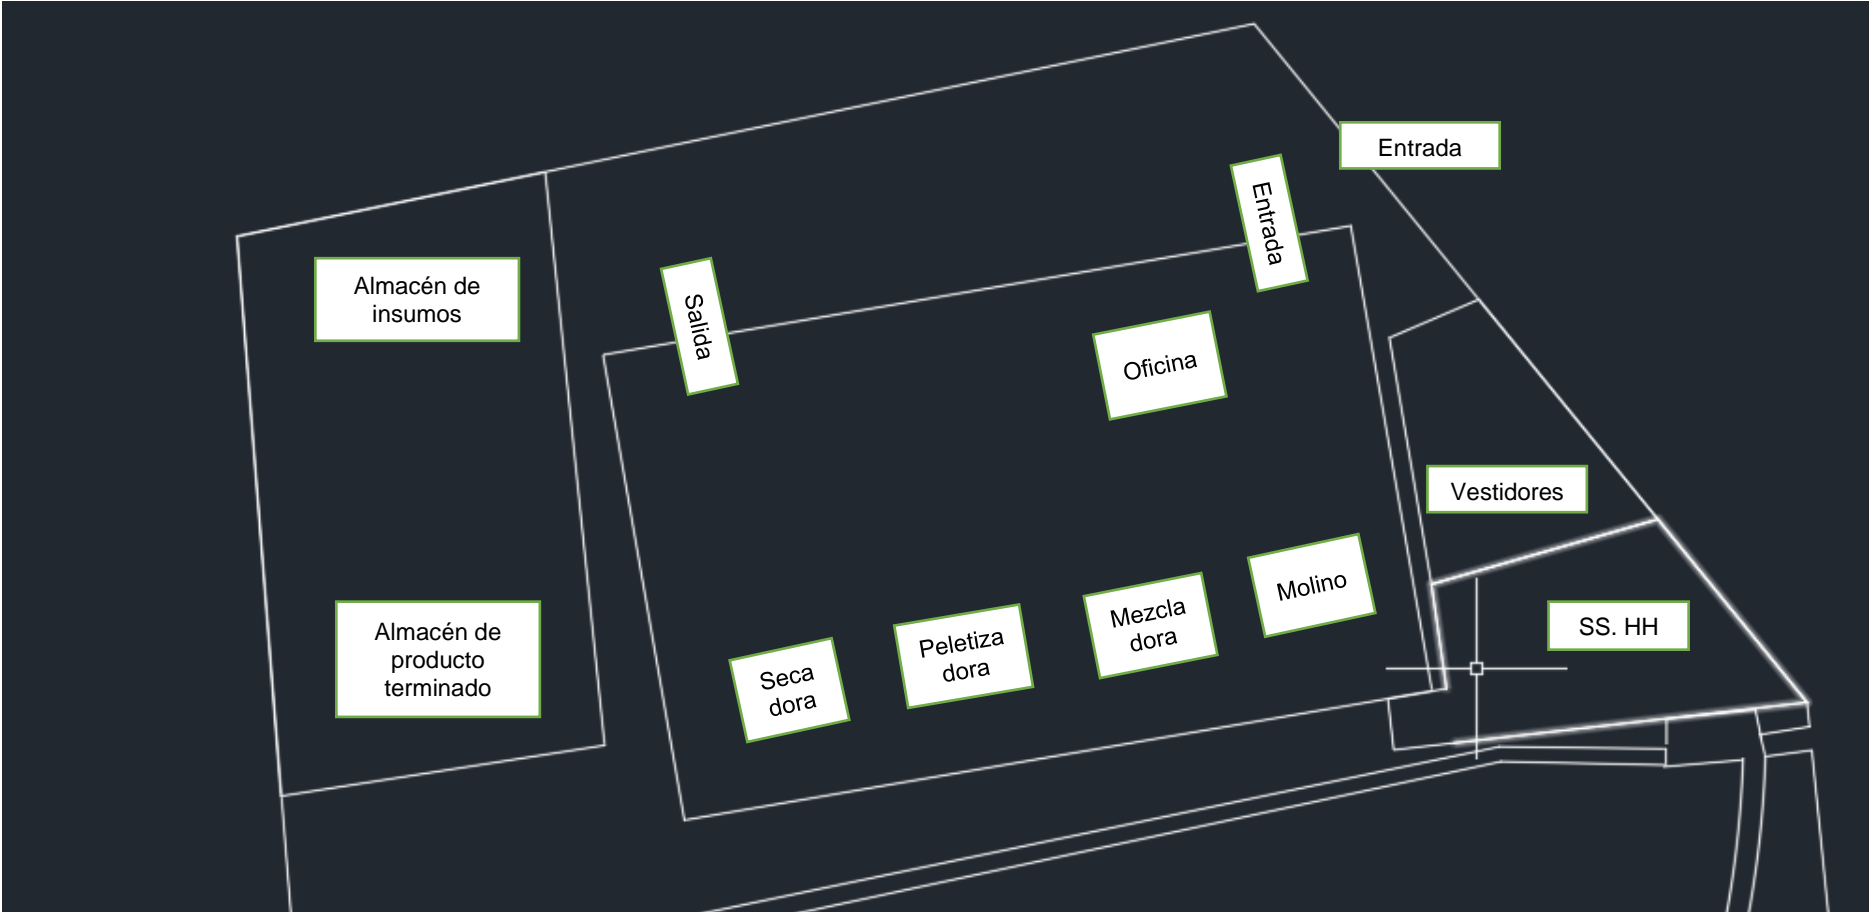 Entrada
Entrada
Almacén de
insumos
Salida
Oficina
Vestidores
Molino
Mezcla
dora
SS. HH
Peletiza
dora
Seca
dora
Almacén de
producto
terminado